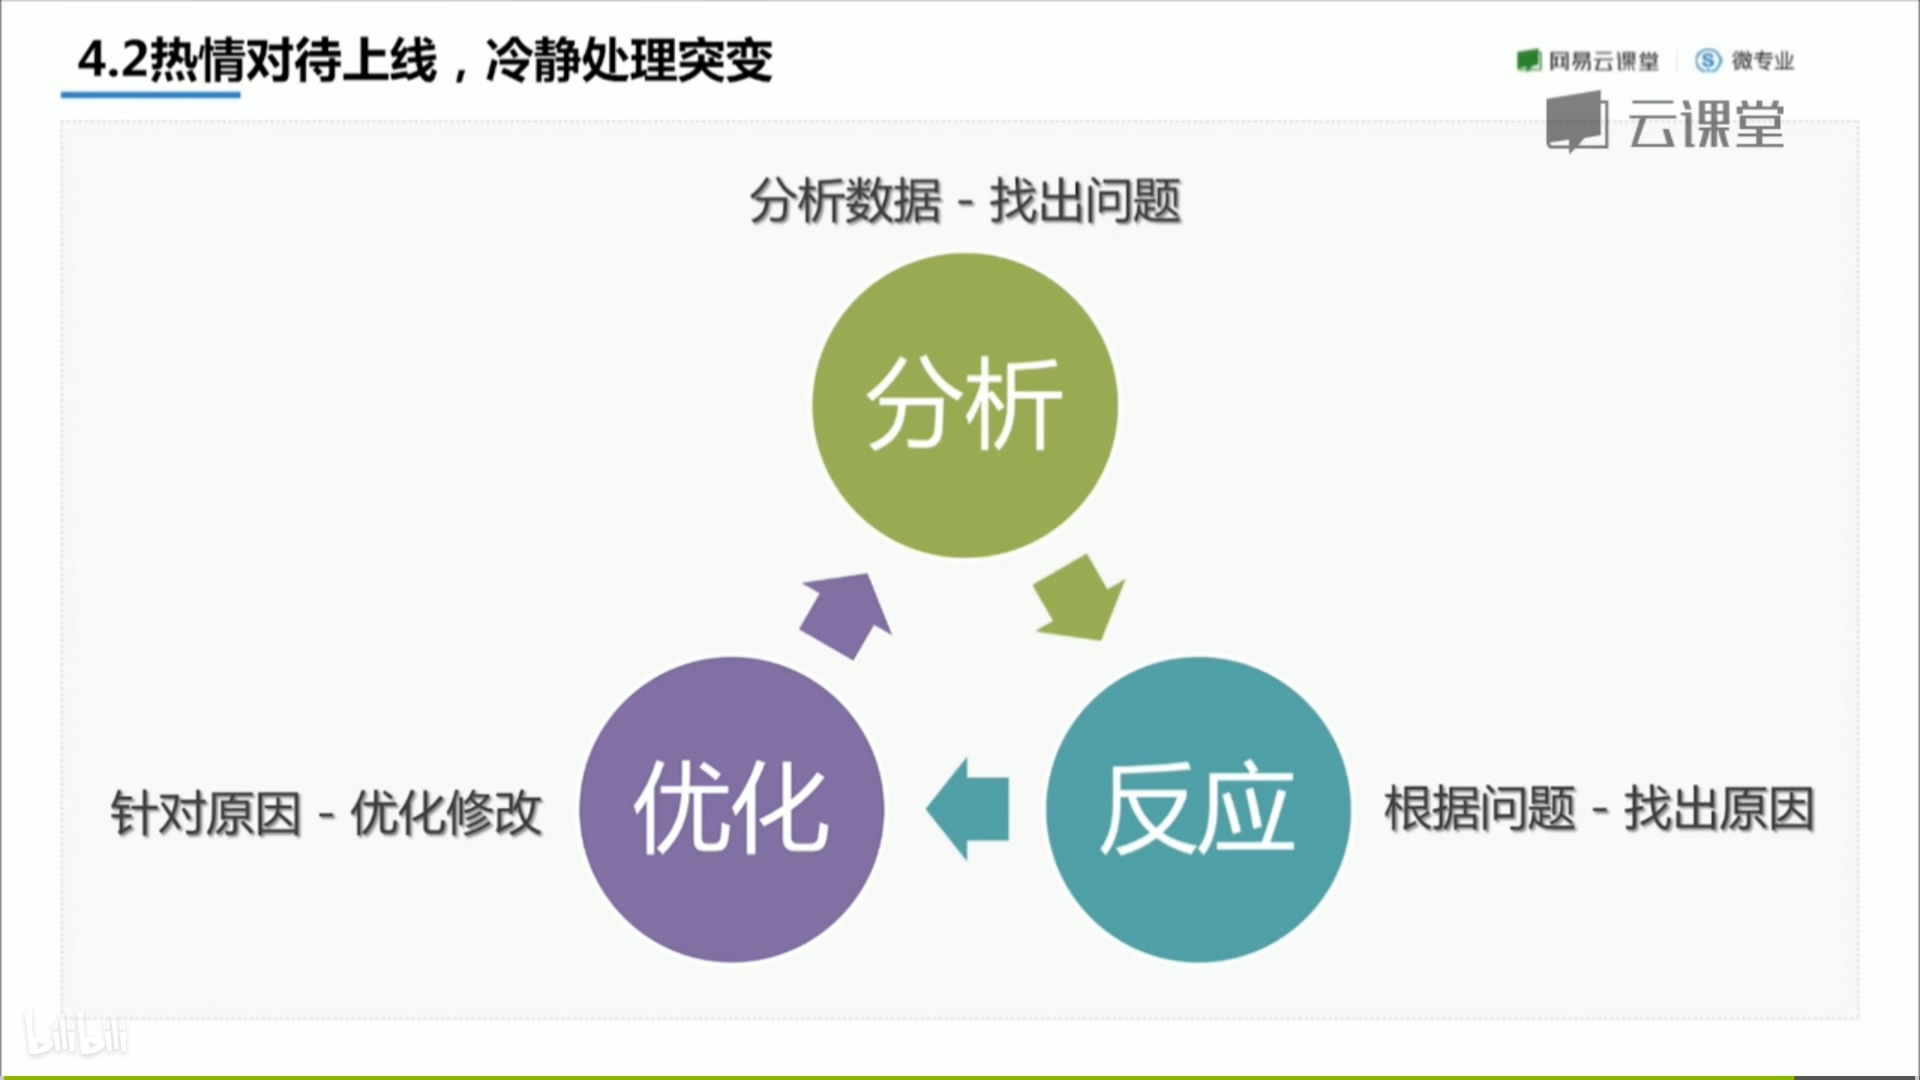 4.2热情对待上线，冷静处理突变
网易云课堂
微专业
云课堂
分析数据 - 找出问题
分析
优化
反应
针对原因 - 优化修改
根据问题 - 找出原因
bilibili